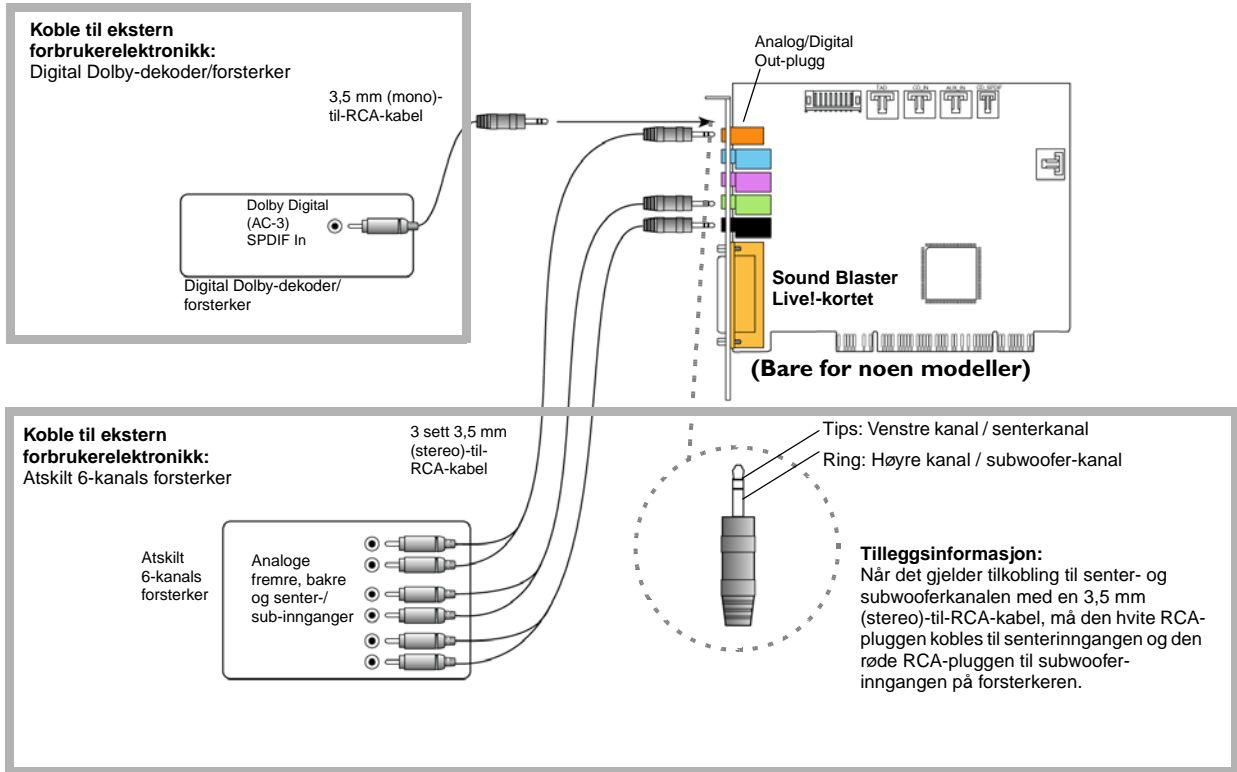 Koble til ekstern
forbrukerelektronikk:
Digital Dolby-dekoder/forsterker
3,5 mm (mono)-
til-RCA-kabel
Dolby Digital
(AC-3)
SPDIF In
Digital Dolby-dekoder/
forsterker
Analog/Digital
Out-plugg
TAD
CD_IN
AUX_IN
CD_SPDIF
Sound Blaster
Live!-kortet
(Bare for noen modeller)
Koble til ekstern
forbrukerelektronikk:
Atskilt 6-kanals forsterker
3 sett 3,5 mm
(stereo)-til-
RCA-kabel
Atskilt
6-kanals
forsterker
Analoge
fremre, bakre
og senter-/
sub-innganger
Tips: Venstre kanal / senterkanal
Ring: Høyre kanal / subwoofer-kanal
Tilleggsinformasjon:
Når det gjelder tilkobling til senter- og
subwooferkanalen med en 3,5 mm
(stereo)-til-RCA-kabel, må den hvite RCA-
pluggen kobles til senterinngangen og den
røde RCA-pluggen til subwoofer-
inngangen på forsterkeren.